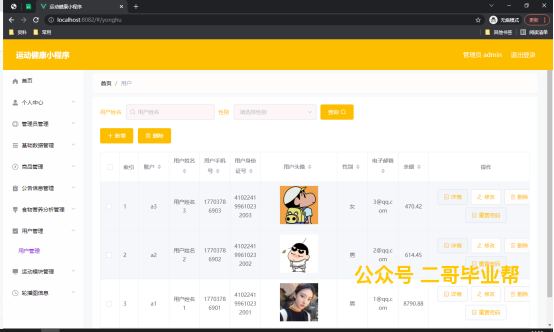 运动健康小程序
localhost:8082/#/yonghu
无痕模式
更新
资料
常用
其他书签
阅读清单
运动健康小程序
管理员 admin
退出登录
首页
个人中心
管理员管理
基础数据管理
商品管理
公告信息管理
食物营养分析管理
用户管理
用户管理
运动模块管理
轮播图信息
首页 / 用户
用户姓名 用户姓名 性别 请选择性别 查询
+ 新增 删除
索引 账户 用户姓名 用户手机号 用户身份证号 用户头像 性别 电子邮箱 余额 操作
1 a3 用户姓名3 17703786903 410224199610232003 女 3@qq.com 470.42 详情 修改 删除
重置密码
2 a2 用户姓名2 17703786902 410224199610232002 男 2@qq.com 614.45 详情 修改 删除
重置密码
3 a1 用户姓名1 17703786901 410224199610232001 1@qq.com 8790.88 详情 修改 删除
重置密码
公众号 二哥毕业帮